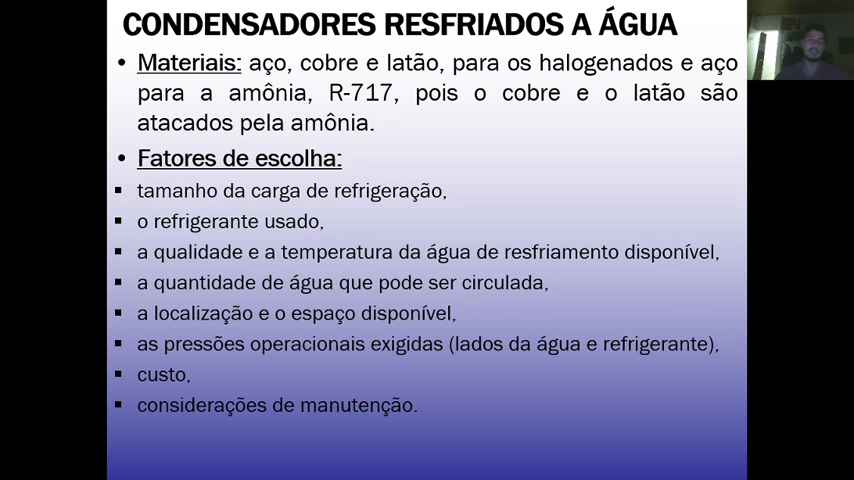 CONDENSADORES RESFRIADOS A ÁGUA
• Materiais: aço, cobre e latão, para os halogenados e aço
para a amônia, R-717, pois o cobre e o latão são
atacados pela amônia.
• Fatores de escolha:
▪ tamanho da carga de refrigeração,
▪ o refrigerante usado,
▪ a qualidade e a temperatura da água de resfriamento disponível,
▪ a quantidade de água que pode ser circulada,
▪ a localização e o espaço disponível,
▪ as pressões operacionais exigidas (lados da água e refrigerante),
▪ custo,
▪ considerações de manutenção.